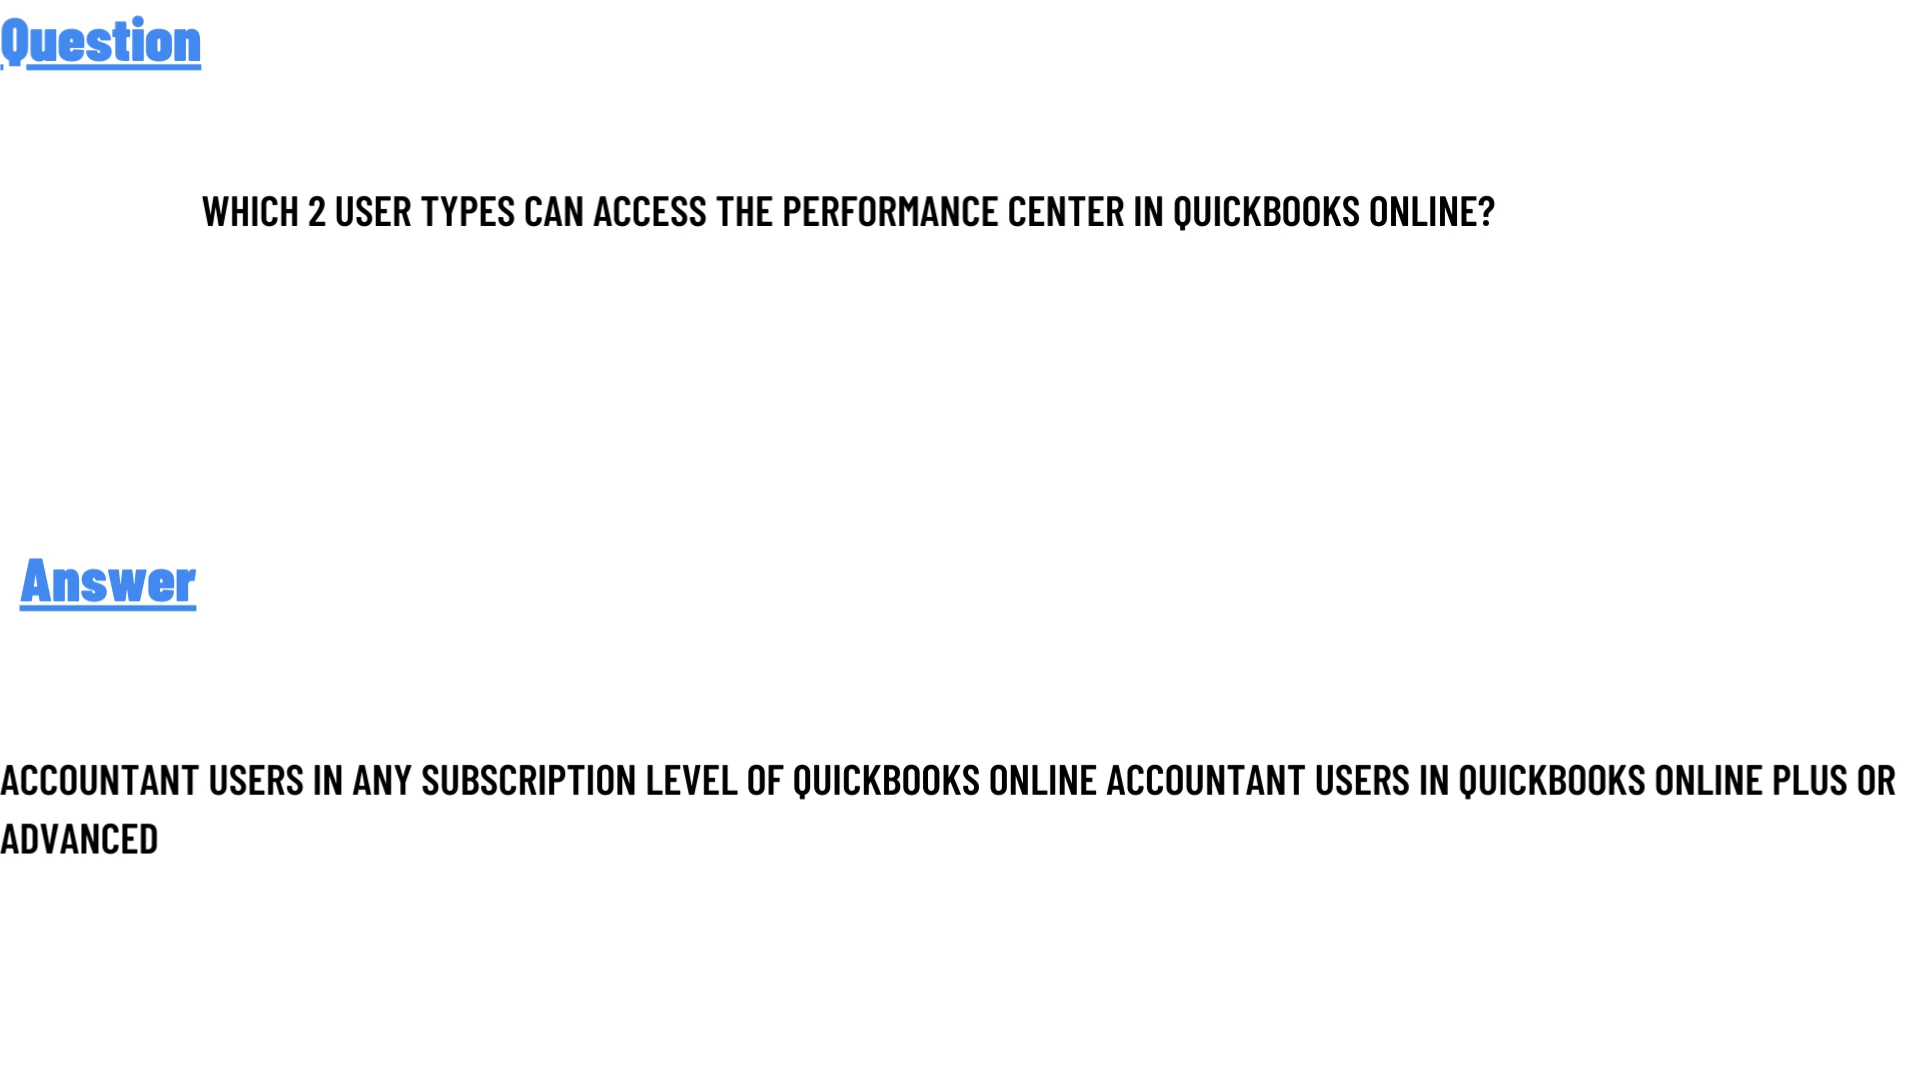 Question
WHICH 2 USER TYPES CAN ACCESS THE PERFORMANCE CENTER IN QUICKBOOKS ONLINE?
Answer
ACCOUNTANT USERS IN ANY SUBSCRIPTION LEVEL OF QUICKBOOKS ONLINE ACCOUNTANT USERS IN QUICKBOOKS ONLINE PLUS OR
ADVANCED